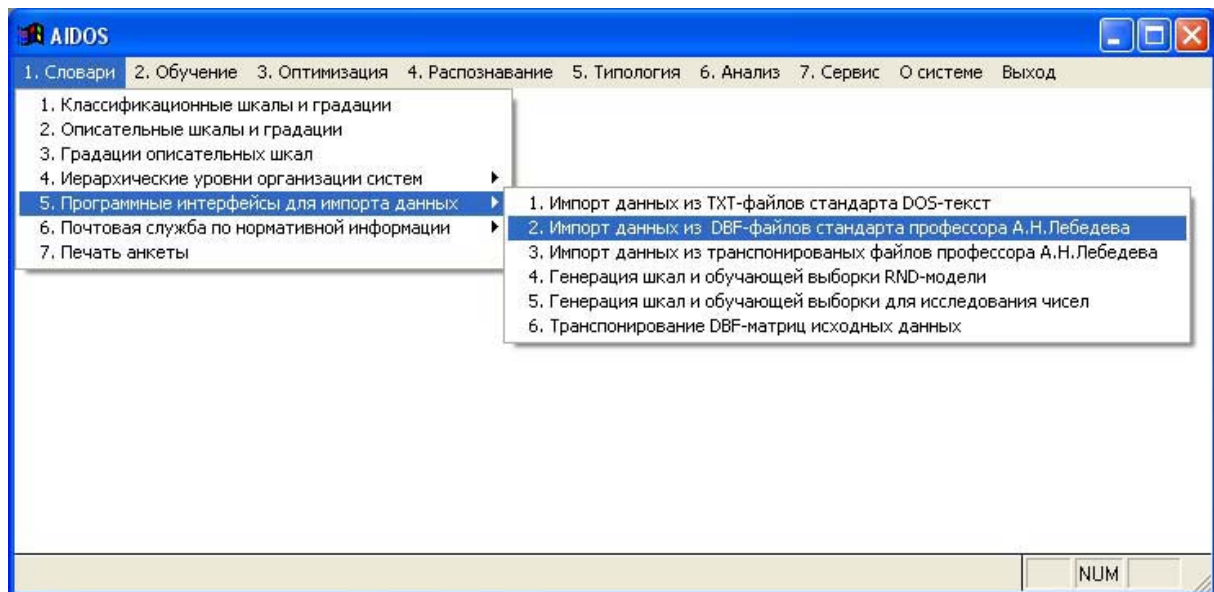 AIDOS
1. Словари 2. Обучение 3. Оптимизация 4. Распознавание 5. Типология 6. Анализ 7. Сервис О системе Выход
1. Классификационные шкалы и градации
2. Описательные шкалы и градации
3. Градации описательных шкал
4. Иерархические уровни организации систем
5. Программные интерфейсы для импорта данных
6. Почтовая служба по нормативной информации
7. Печать анкеты
1. Импорт данных из TXT-файлов стандарта DOS-текст
2. Импорт данных из DBF-файлов стандарта профессора А.Н.Лебедева
3. Импорт данных из транспонированых файлов профессора А.Н.Лебедева
4. Генерация шкал и обучающей выборки RND-модели
5. Генерация шкал и обучающей выборки для исследования чисел
6. Транспонирование DBF-матриц исходных данных
NUM